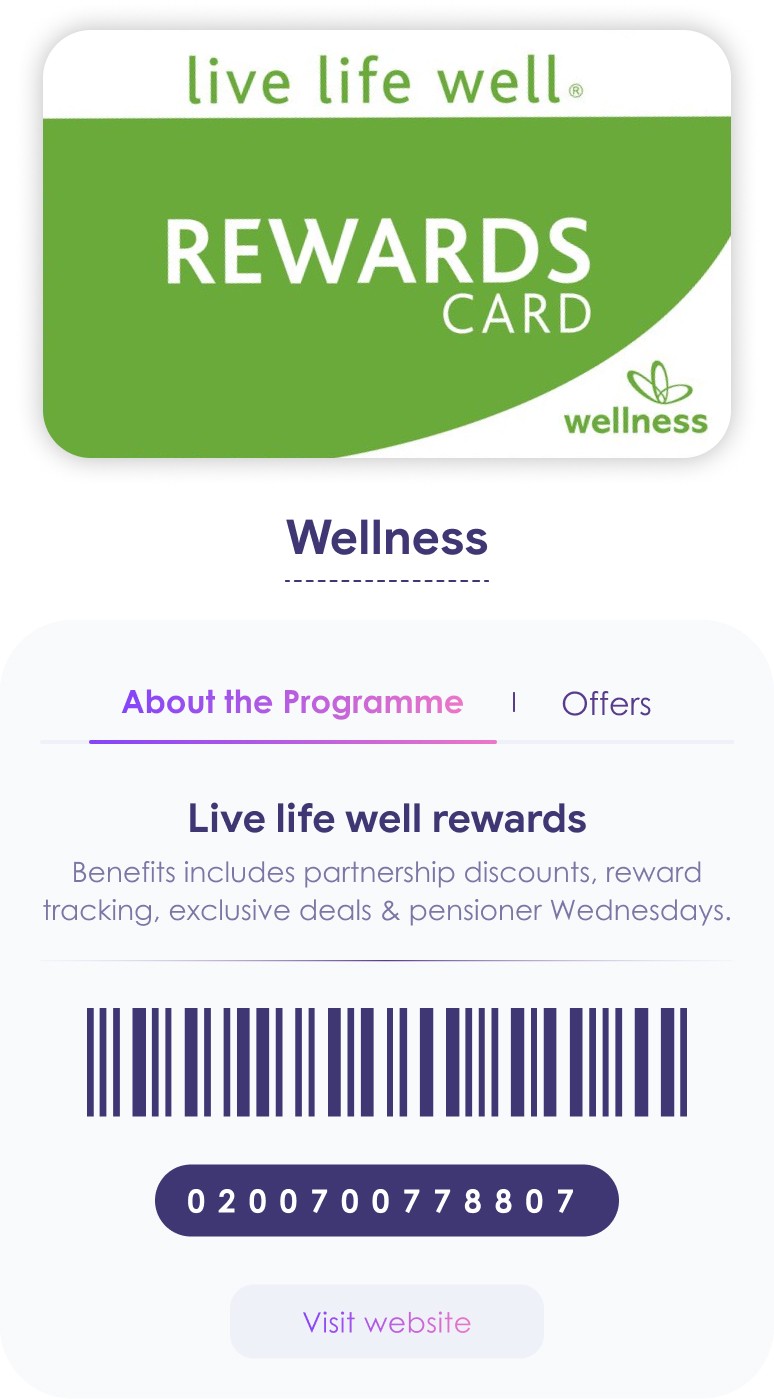 live life well®
REWARDS
CARD
wellness
Wellness
About the Programme | Offers
Live life well rewards
Benefits includes partnership discounts, reward
tracking, exclusive deals & pensioner Wednesdays.
0200700778807
Visit website